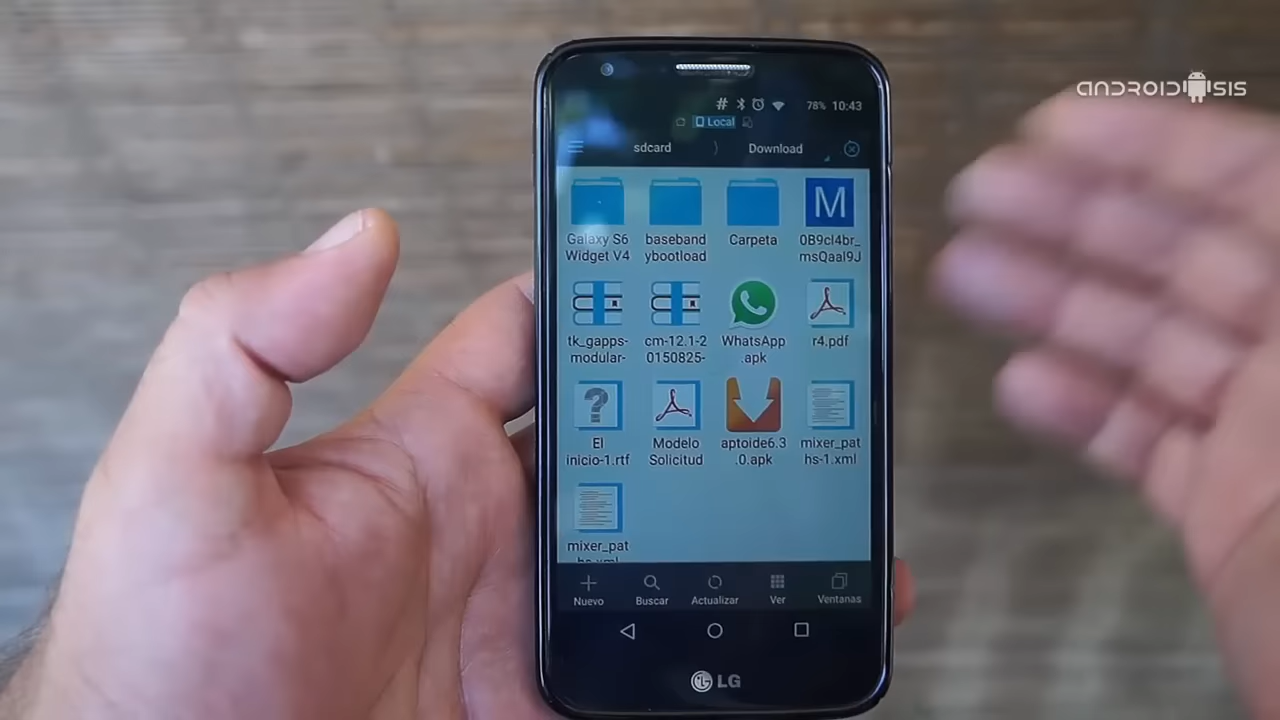 ANDROIDSIS
# 78% 10:43
Local
sdcard Download
Galaxy S6
Widget V4
baseband
ybootload
Carpeta
M
0B9cl4br_
msQaal9J
tk_gapps-
modular-
cm-12.1-2
0150825-
WhatsApp
.apk
r4.pdf
?
El
inicio-1.rtf
Modelo
Solicitud
aptoide6.3
.0.apk
mixer_pat
hs-1.xml
mixer_pat
hs.xml
Nuevo Buscar Actualizar Ver Ventanas
LG